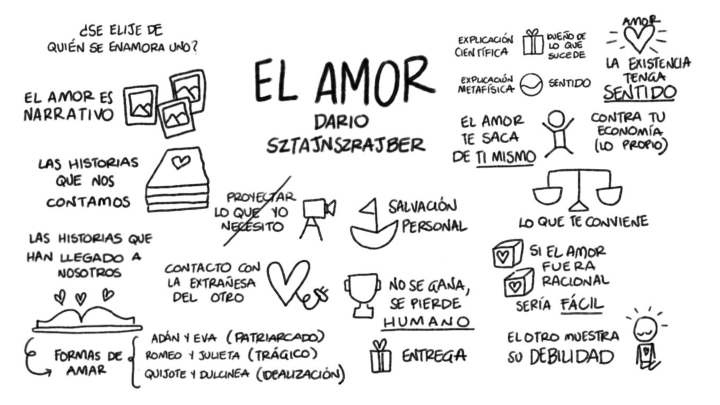 ¿SE ELIJE DE
QUIÉN SE ENAMORA UNO?
EL AMOR ES
NARRATIVO
LAS HISTORIAS
QUE NOS
CONTAMOS
LAS HISTORIAS QUE
HAN LLEGADO A
NOSOTROS
FORMAS DE
AMAR
ADÁN Y EVA (PATRIARCADO)
ROMEO Y JULIETA (TRÁGICO)
QUIJOTE Y DULCINEA (IDEALIZACIÓN)
EL AMOR
DARIO
SZTAJNSZRAJBER
PROYECTAR
LO QUE YO
NECESITO
CONTACTO CON
LA EXTRAÑESA
DEL OTRO
SALVACIÓN
PERSONAL
NO SE GANA,
SE PIERDE
HUMANO
ENTREGA
EXPLICACIÓN
CIENTÍFICA
DUEÑO DE
LO QUE
SUCEDE
EXPLICACIÓN
METAFÍSICA
SENTIDO
AMOR
LA EXISTENCIA
TENGA
SENTIDO
EL AMOR
TE SACA
DE TI MISMO
CONTRA TU
ECONOMÍA
(LO PROPIO)
LO QUE TE CONVIENE
SI EL AMOR
FUERA
RACIONAL
SERÍA FÁCIL
EL OTRO MUESTRA
SU DEBILIDAD